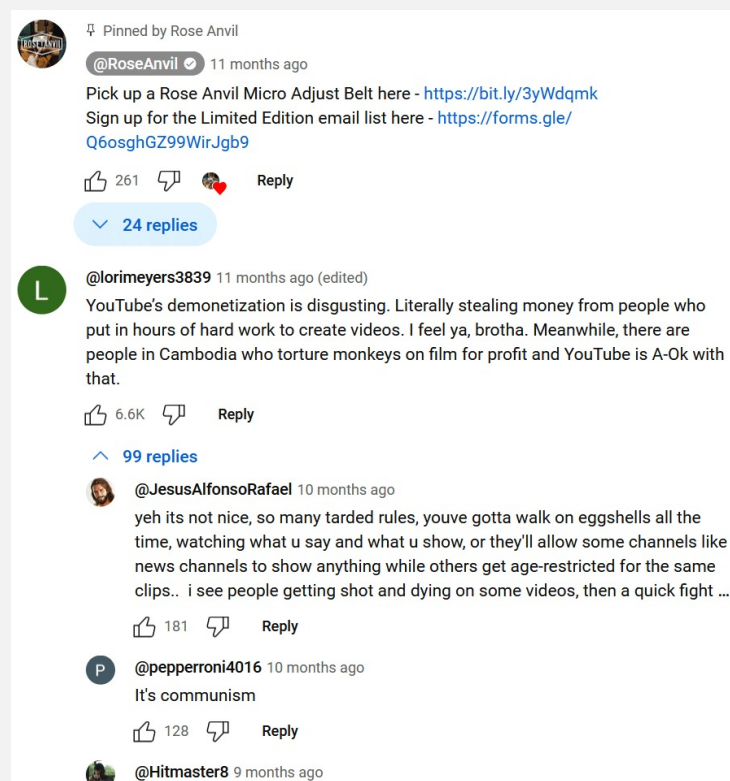 Pinned by Rose Anvil
@RoseAnvil 11 months ago
Pick up a Rose Anvil Micro Adjust Belt here - https://bit.ly/3yWdqmk
Sign up for the Limited Edition email list here - https://forms.gle/
Q6osghGZ99WirJgb9
261 Reply
24 replies
L
@lorimeyers3839 11 months ago (edited)
YouTube’s demonetization is disgusting. Literally stealing money from people who
put in hours of hard work to create videos. I feel ya, brotha. Meanwhile, there are
people in Cambodia who torture monkeys on film for profit and YouTube is A-Ok with
that.
6.6K Reply
99 replies
@JesusAlfonsoRafael 10 months ago
yeh its not nice, so many tarded rules, youve gotta walk on eggshells all the
time, watching what u say and what u show, or they'll allow some channels like
news channels to show anything while others get age-restricted for the same
clips.. i see people getting shot and dying on some videos, then a quick fight ...
181 Reply
P
@pepperroni4016 10 months ago
It's communism
128 Reply
@Hitmaster8 9 months ago